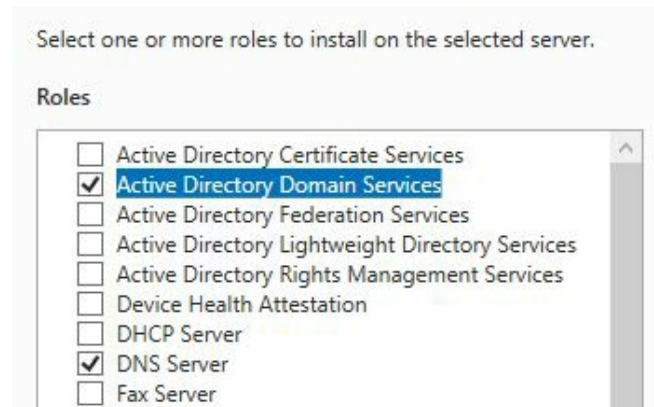 Select one or more roles to install on the selected server.
Roles
Active Directory Certificate Services
Active Directory Domain Services
Active Directory Federation Services
Active Directory Lightweight Directory Services
Active Directory Rights Management Services
Device Health Attestation
DHCP Server
DNS Server
Fax Server